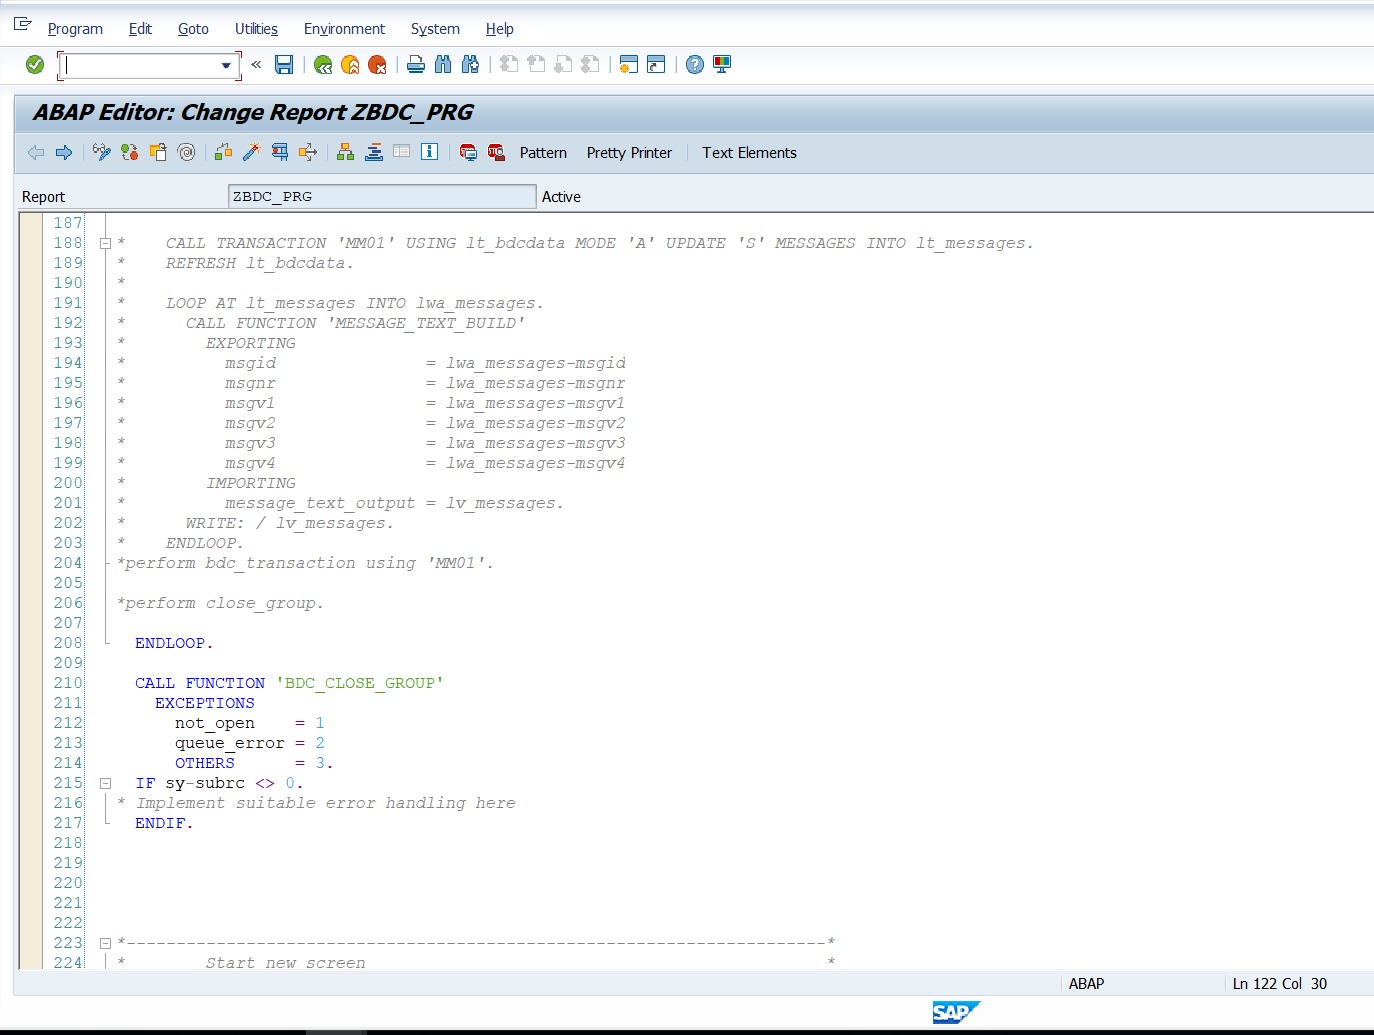 Program Edit Goto Utilities Environment System Help
ABAP Editor: Change Report ZBDC_PRG
Pattern Pretty Printer Text Elements
Report ZBDC_PRG Active
187
188 *    CALL TRANSACTION 'MM01' USING lt_bdcdata MODE 'A' UPDATE 'S' MESSAGES INTO lt_messages.
189 *    REFRESH lt_bdcdata.
190 *
191 *    LOOP AT lt_messages INTO lwa_messages.
192 *      CALL FUNCTION 'MESSAGE_TEXT_BUILD'
193 *        EXPORTING
194 *          msgid               = lwa_messages-msgid
195 *          msgnr               = lwa_messages-msgnr
196 *          msgv1               = lwa_messages-msgv1
197 *          msgv2               = lwa_messages-msgv2
198 *          msgv3               = lwa_messages-msgv3
199 *          msgv4               = lwa_messages-msgv4
200 *        IMPORTING
201 *          message_text_output = lv_messages.
202 *      WRITE: / lv_messages.
203 *    ENDLOOP.
204 *perform bdc_transaction using 'MM01'.
205
206 *perform close_group.
207
208   ENDLOOP.
209
210   CALL FUNCTION 'BDC_CLOSE_GROUP'
211     EXCEPTIONS
212       not_open    = 1
213       queue_error = 2
214       OTHERS      = 3.
215   IF sy-subrc <> 0.
216 * Implement suitable error handling here
217   ENDIF.
218
219
220
221
222
223 *----------------------------------------------------------------------*
224 *        Start new screen                                              *
ABAP Ln 122 Col 30
SAP